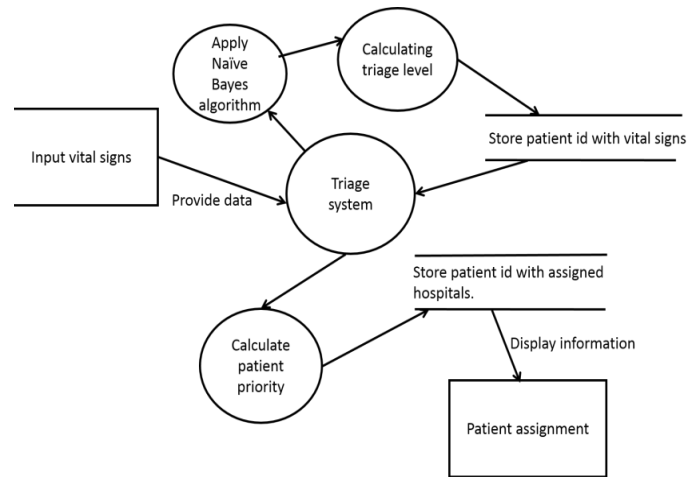 Apply
Naïve
Bayes
algorithm
Calculating
triage level
Input vital signs
Store patient id with vital signs
Provide data
Triage
system
Store patient id with assigned
hospitals.
Calculate
patient
priority
Display information
Patient assignment